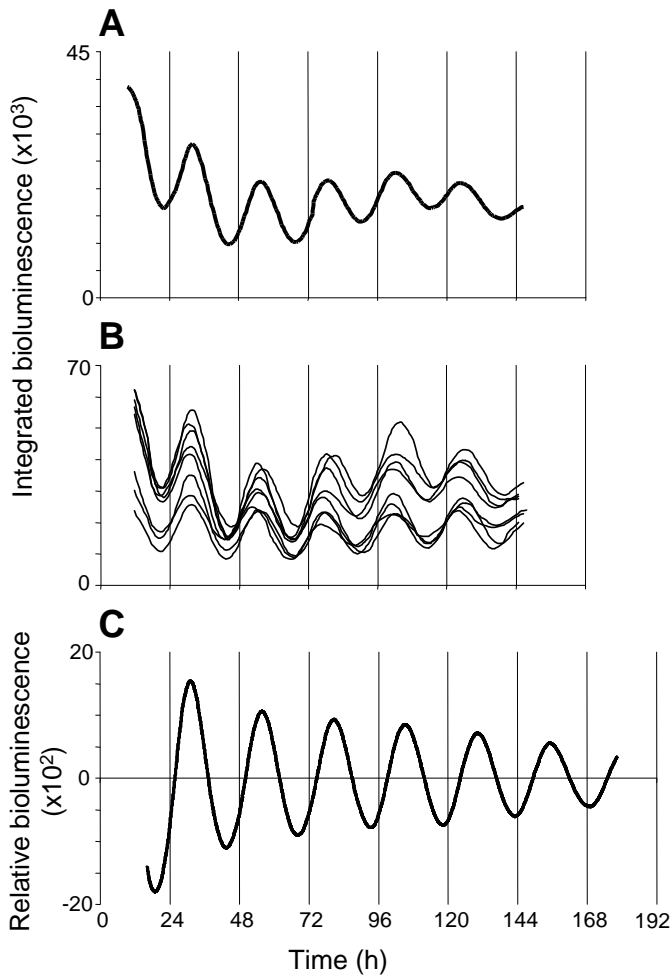 A
45
0
Integrated bioluminescence (x10³)
B
70
0
C
20
0
-20
Relative bioluminescence
(x10²)
0 24 48 72 96 120 144 168 192
Time (h)